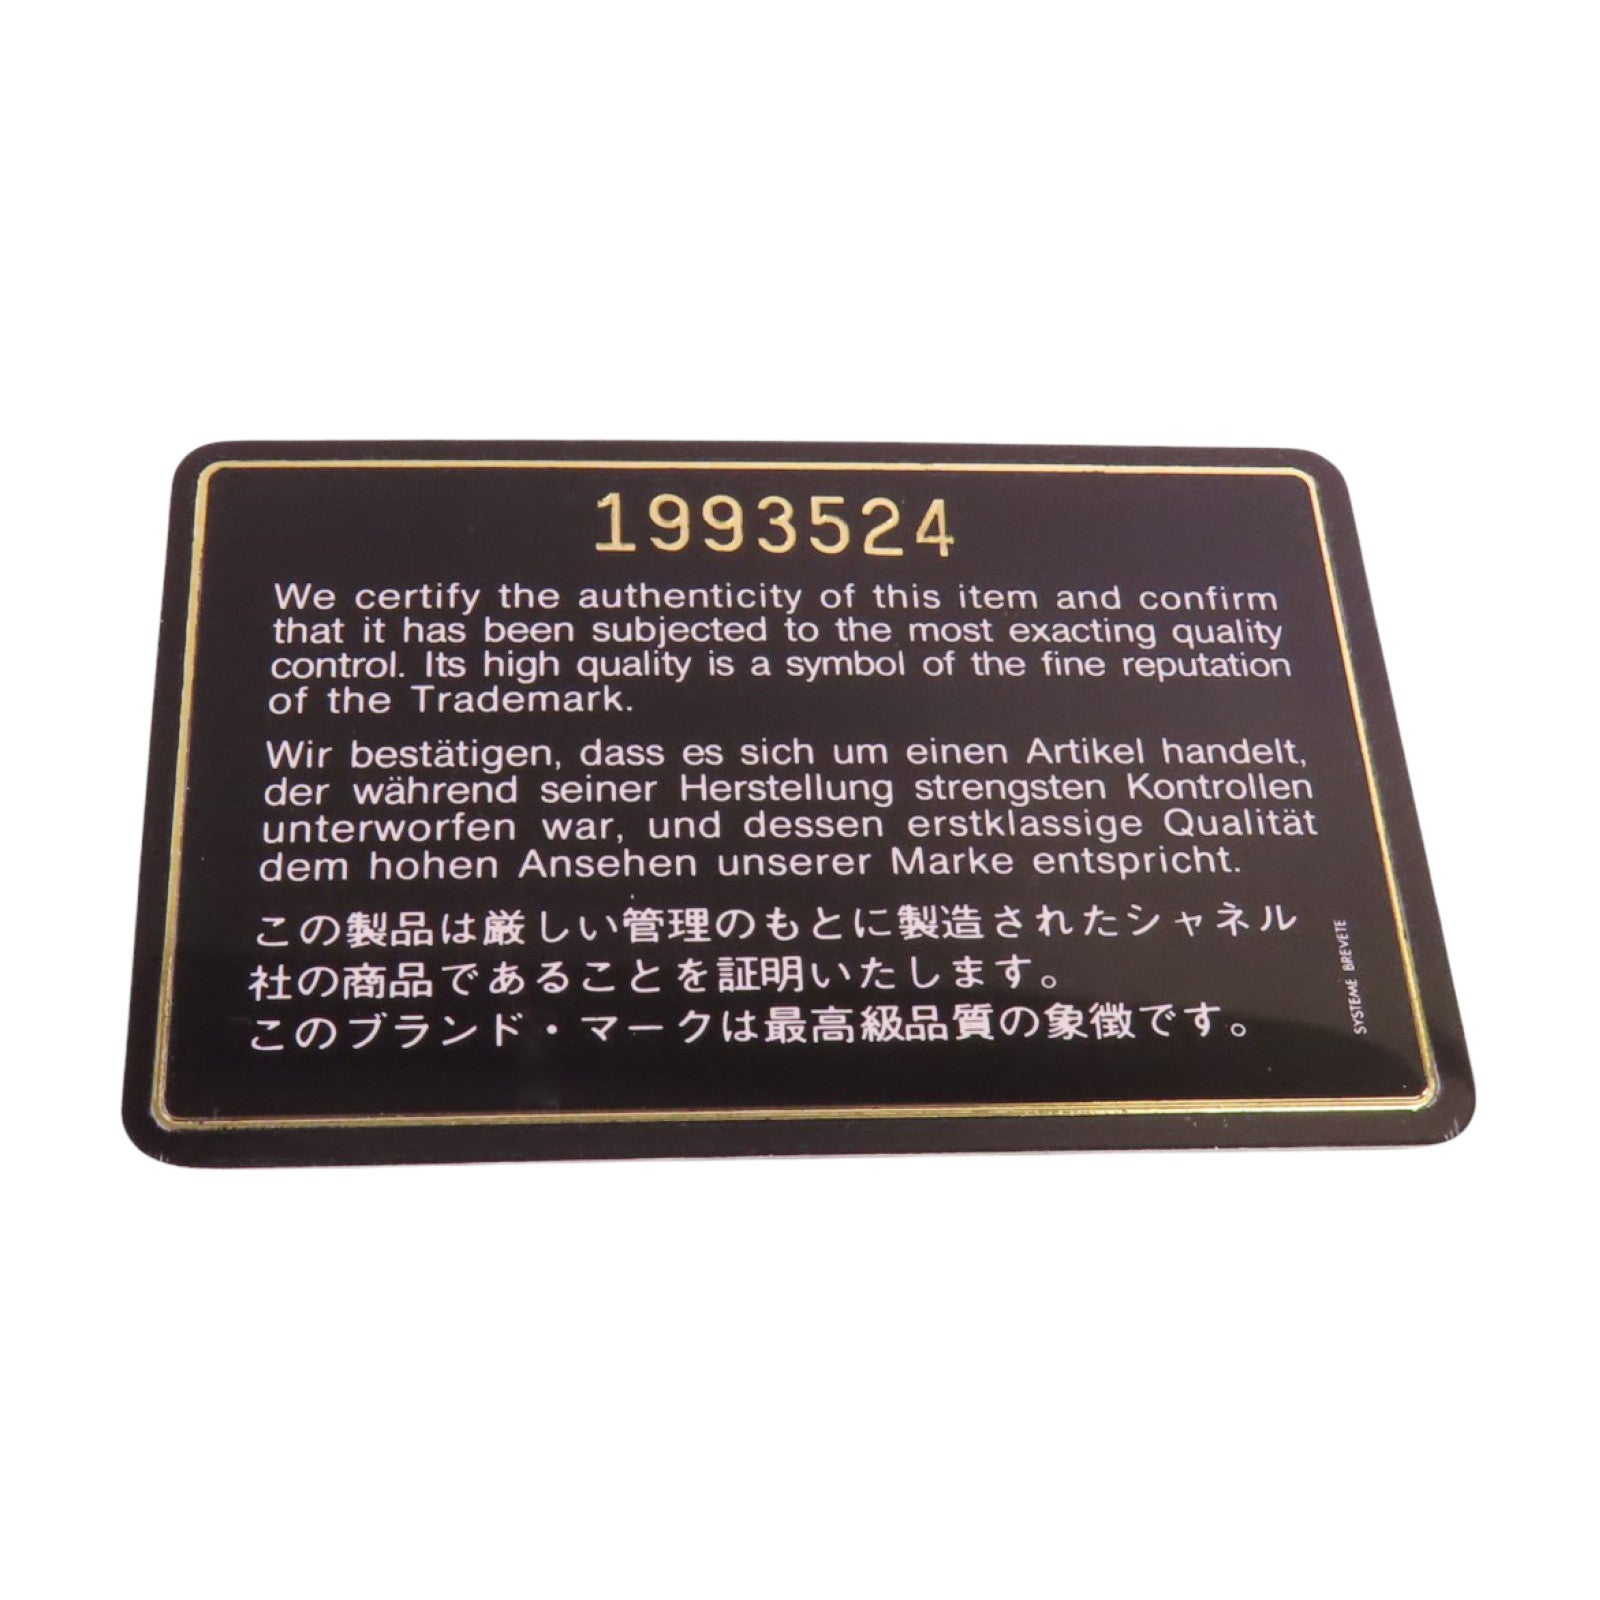 1993524
We certify the authenticity of this item and confirm
that it has been subjected to the most exacting quality
control. Its high quality is a symbol of the fine reputation
of the Trademark.
Wir bestätigen, dass es sich um einen Artikel handelt,
der während seiner Herstellung strengsten Kontrollen
unterworfen war, und dessen erstklassige Qualität
dem hohen Ansehen unserer Marke entspricht.
この製品は厳しい管理のもとに製造されたシャネル
社の商品であることを証明いたします。
このブランド・マークは最高級品質の象徴です。
SYSTEME BREVETE